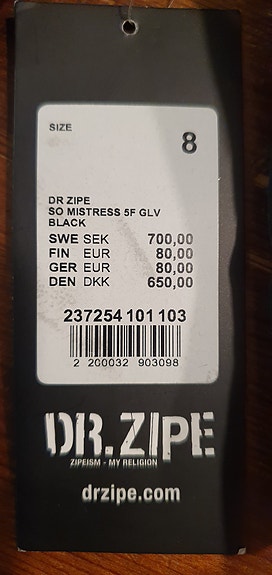 SIZE
8
DR ZIPE
SO MISTRESS 5F GLV
BLACK
SWE SEK 700,00
FIN EUR 80,00
GER EUR 80,00
DEN DKK 650,00
237254 101 103
2 200032 903098
DR.ZIPE
ZIPEISM - MY RELIGION
drzipe.com